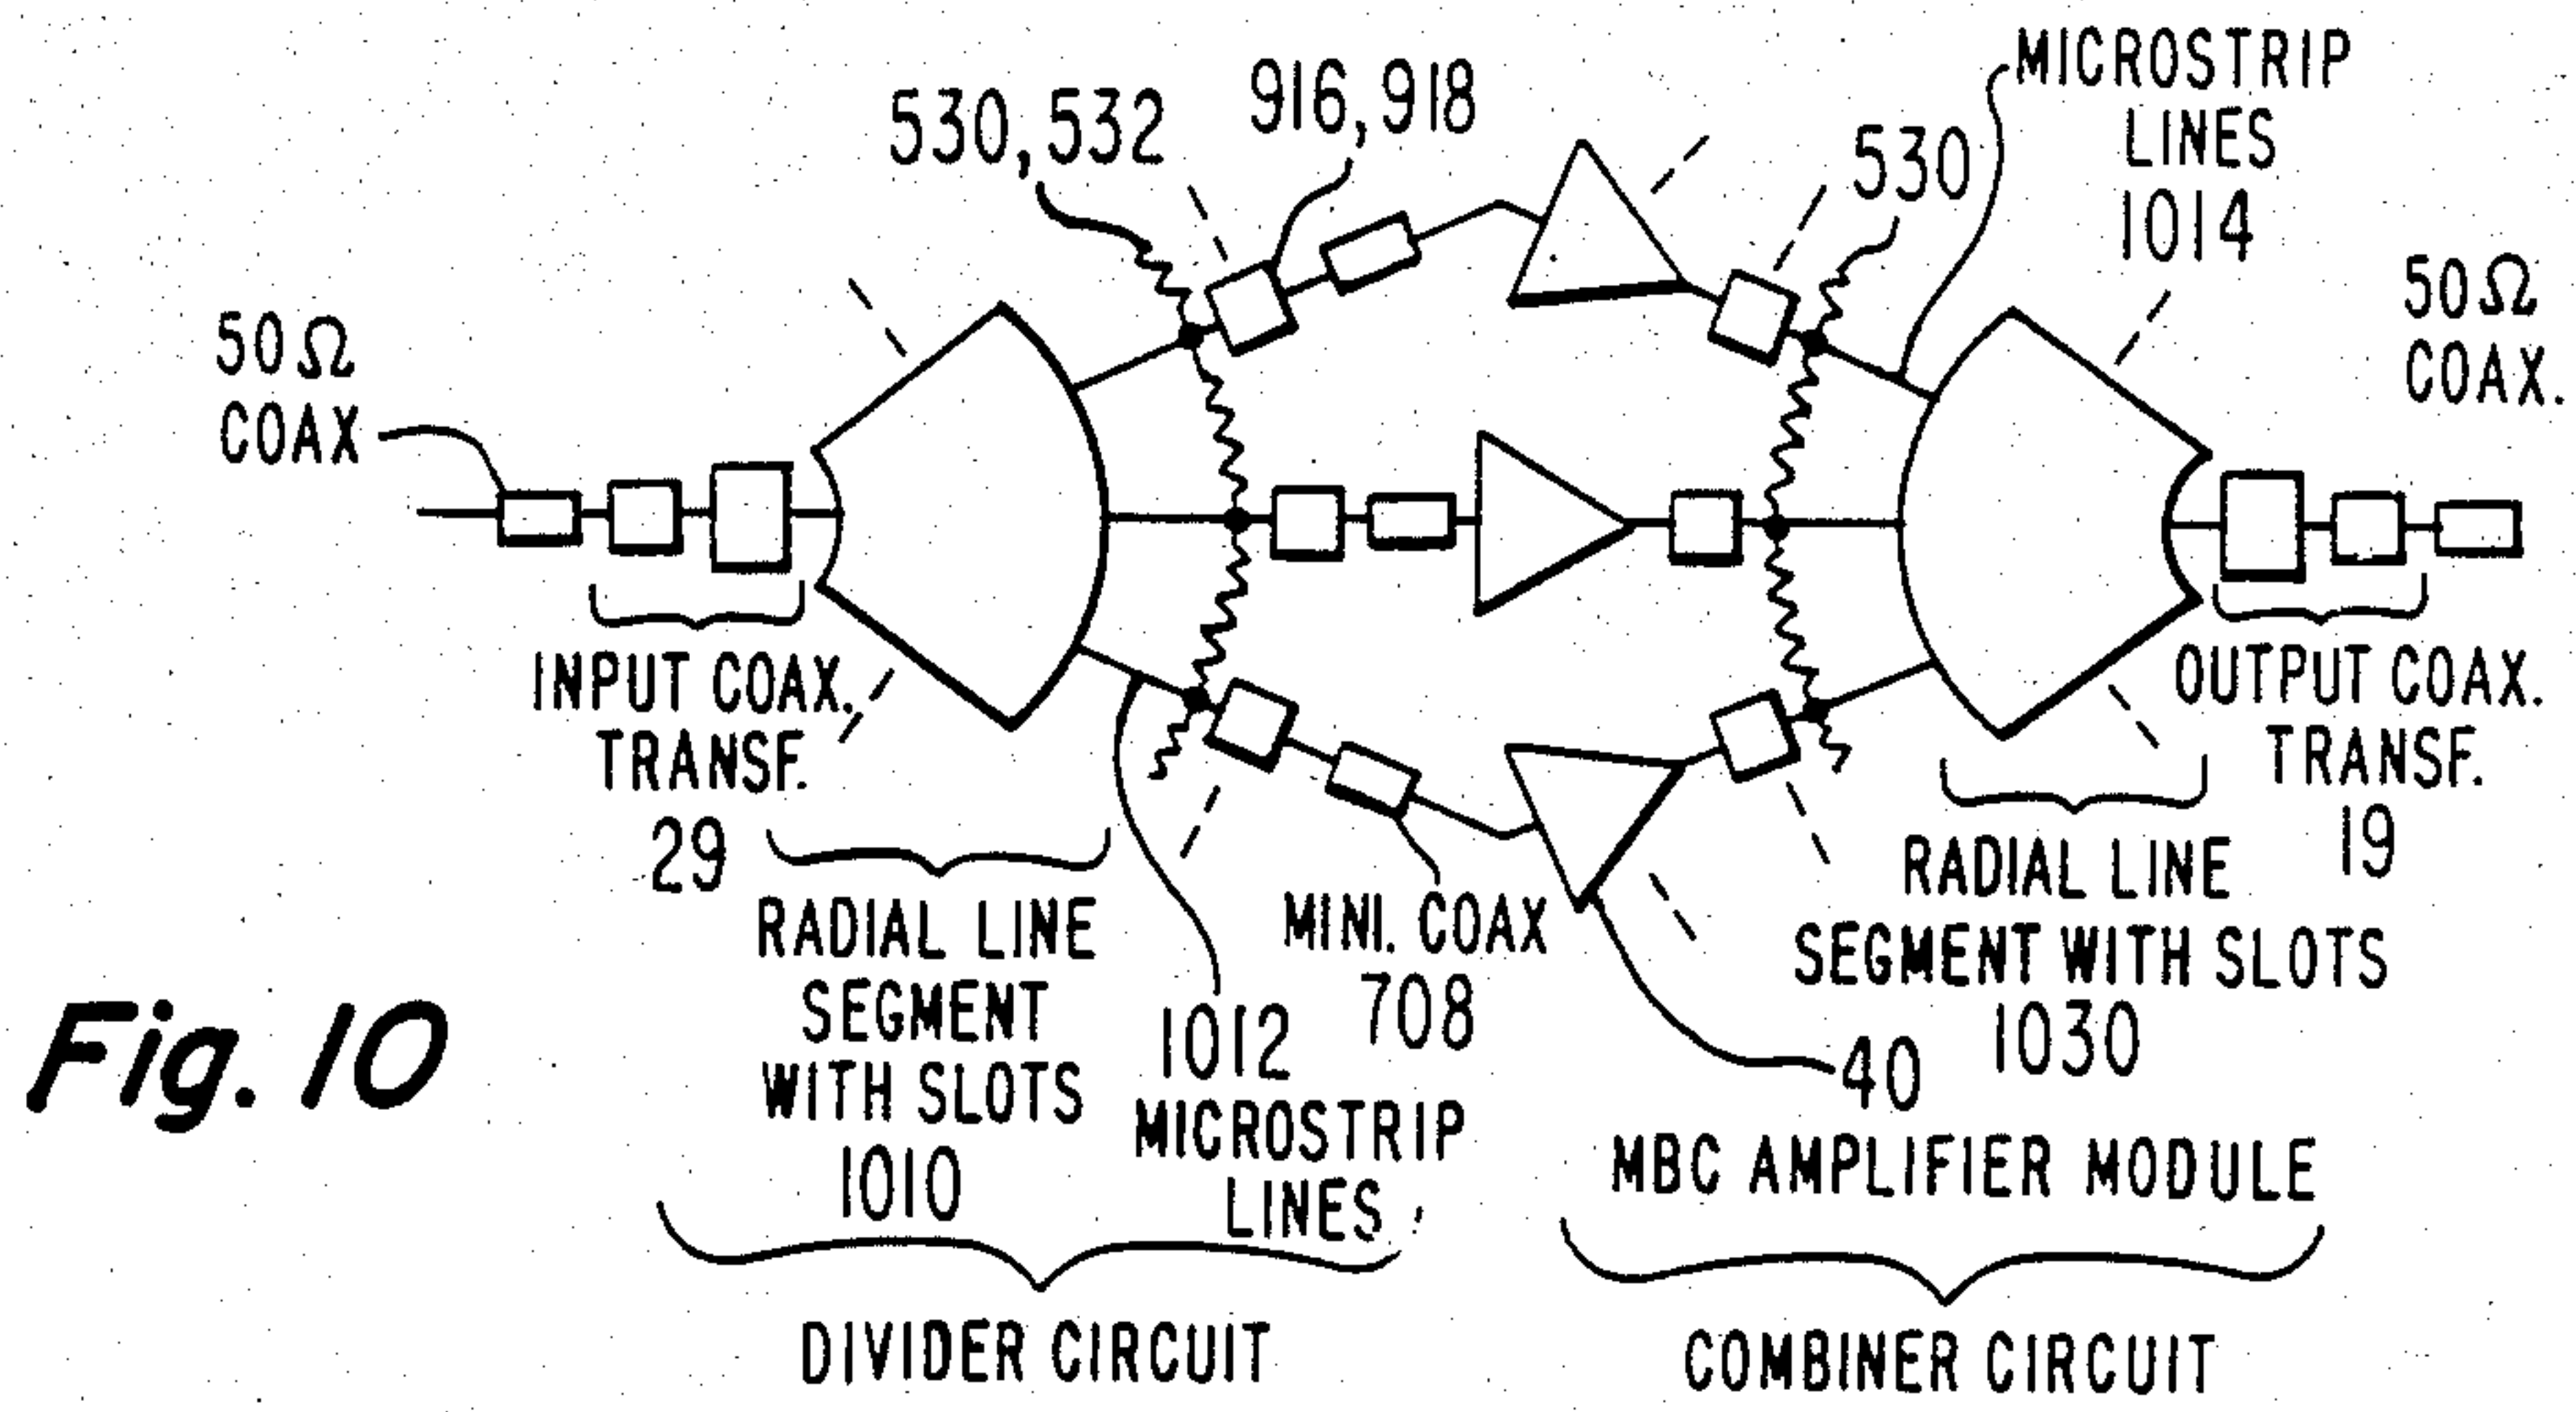 MICROSTRIP
LINES
1014
916,918
530,532
530
50Ω
COAX
50Ω
COAX.
INPUT COAX.
TRANSF.
29
OUTPUT COAX.
TRANSF.
19
RADIAL LINE
SEGMENT
WITH SLOTS
1010
1012
MICROSTRIP
LINES
MINI. COAX
708
RADIAL LINE
SEGMENT WITH SLOTS
1030
40
MBC AMPLIFIER MODULE
Fig. 10
DIVIDER CIRCUIT
COMBINER CIRCUIT